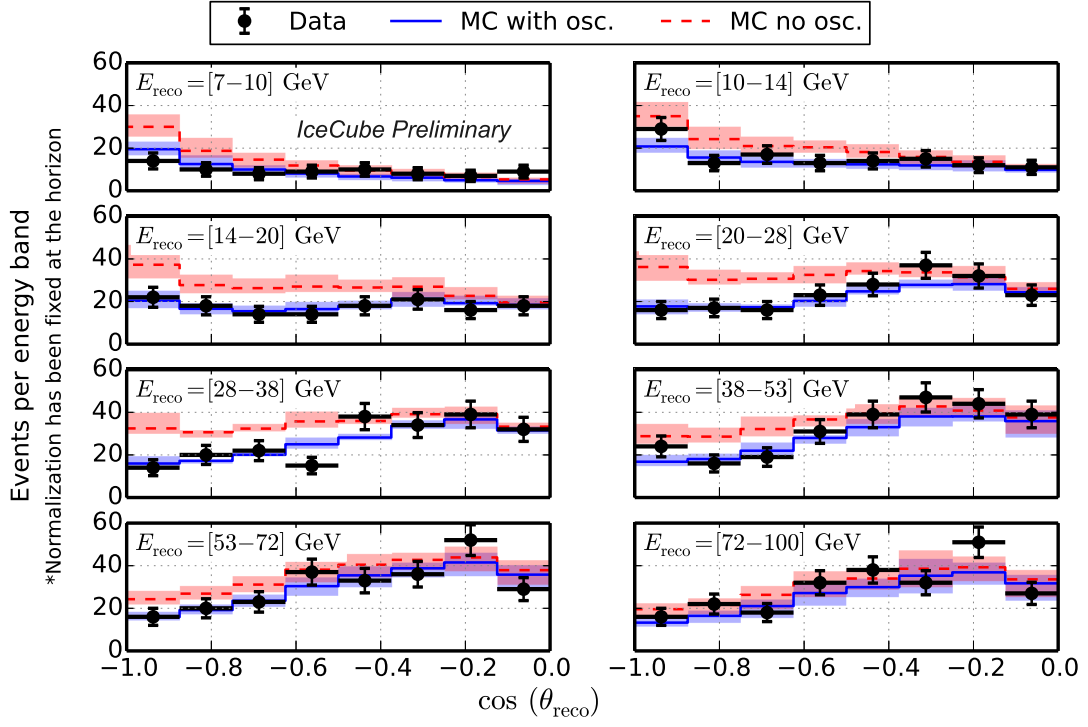 Data MC with osc. MC no osc.
Events per energy band
*Normalization has been fixed at the horizon
E_reco=[7−10] GeV
IceCube Preliminary
60
40
20
0
E_reco=[10−14] GeV
E_reco=[14−20] GeV
60
40
20
0
E_reco=[20−28] GeV
E_reco=[28−38] GeV
60
40
20
0
E_reco=[38−53] GeV
E_reco=[53−72] GeV
60
40
20
0
E_reco=[72−100] GeV
−1.0 −0.8 −0.6 −0.4 −0.2 0.0
−1.0 −0.8 −0.6 −0.4 −0.2 0.0
cos (θ_reco)